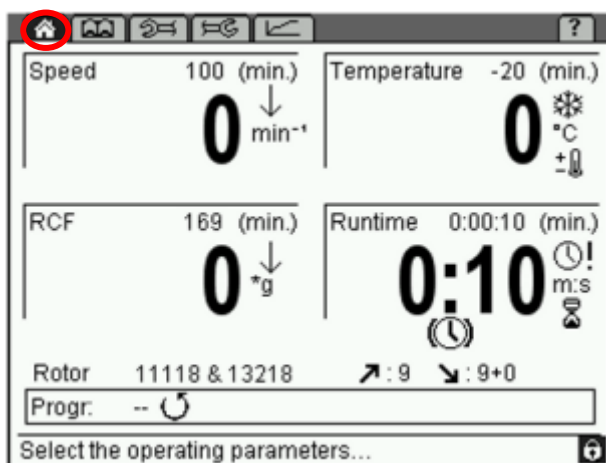 ?
Speed 100 (min.)
0 min⁻¹
Temperature -20 (min.)
0 °C
RCF 169 (min.)
0 *g
Runtime 0:00:10 (min.)
0:10 m:s
Rotor 11118 & 13218 : 9 : 9+0
Progr: --
Select the operating parameters...